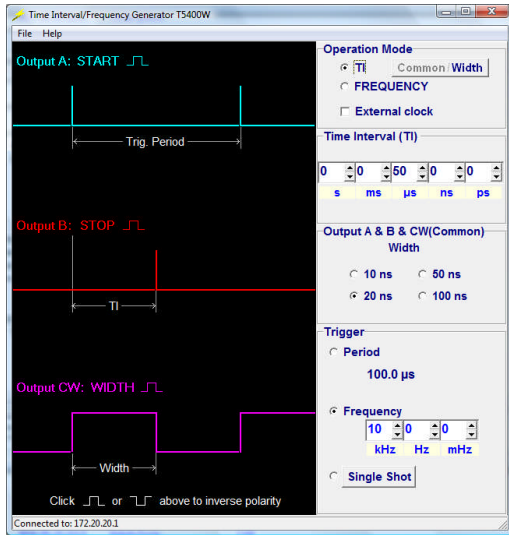 Time Interval/Frequency Generator T5400W
File Help
Output A: START
Trig. Period
Output B: STOP
TI
Output CW: WIDTH
Width
Click or above to inverse polarity
Operation Mode
TI Common/Width
FREQUENCY
External clock
Time Interval (TI)
0 0 50 0 0
s ms µs ns ps
Output A & B & CW(Common)
Width
10 ns 50 ns
20 ns 100 ns
Trigger
Period
100.0 µs
Frequency
10 0 0
kHz Hz mHz
Single Shot
Connected to: 172.20.20.1